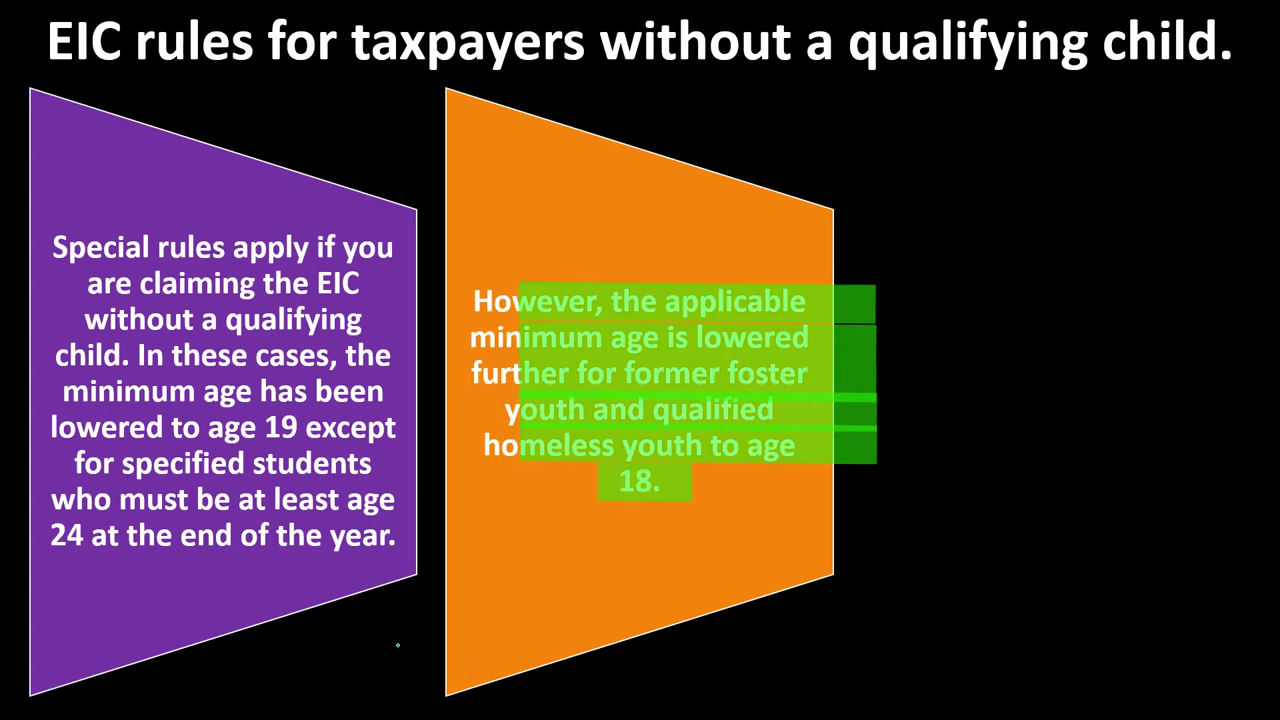 EIC rules for taxpayers without a qualifying child.
Special rules apply if you
are claiming the EIC
without a qualifying
child. In these cases, the
minimum age has been
lowered to age 19 except
for specified students
who must be at least age
24 at the end of the year.
However, the applicable
minimum age is lowered
further for former foster
youth and qualified
homeless youth to age
18.